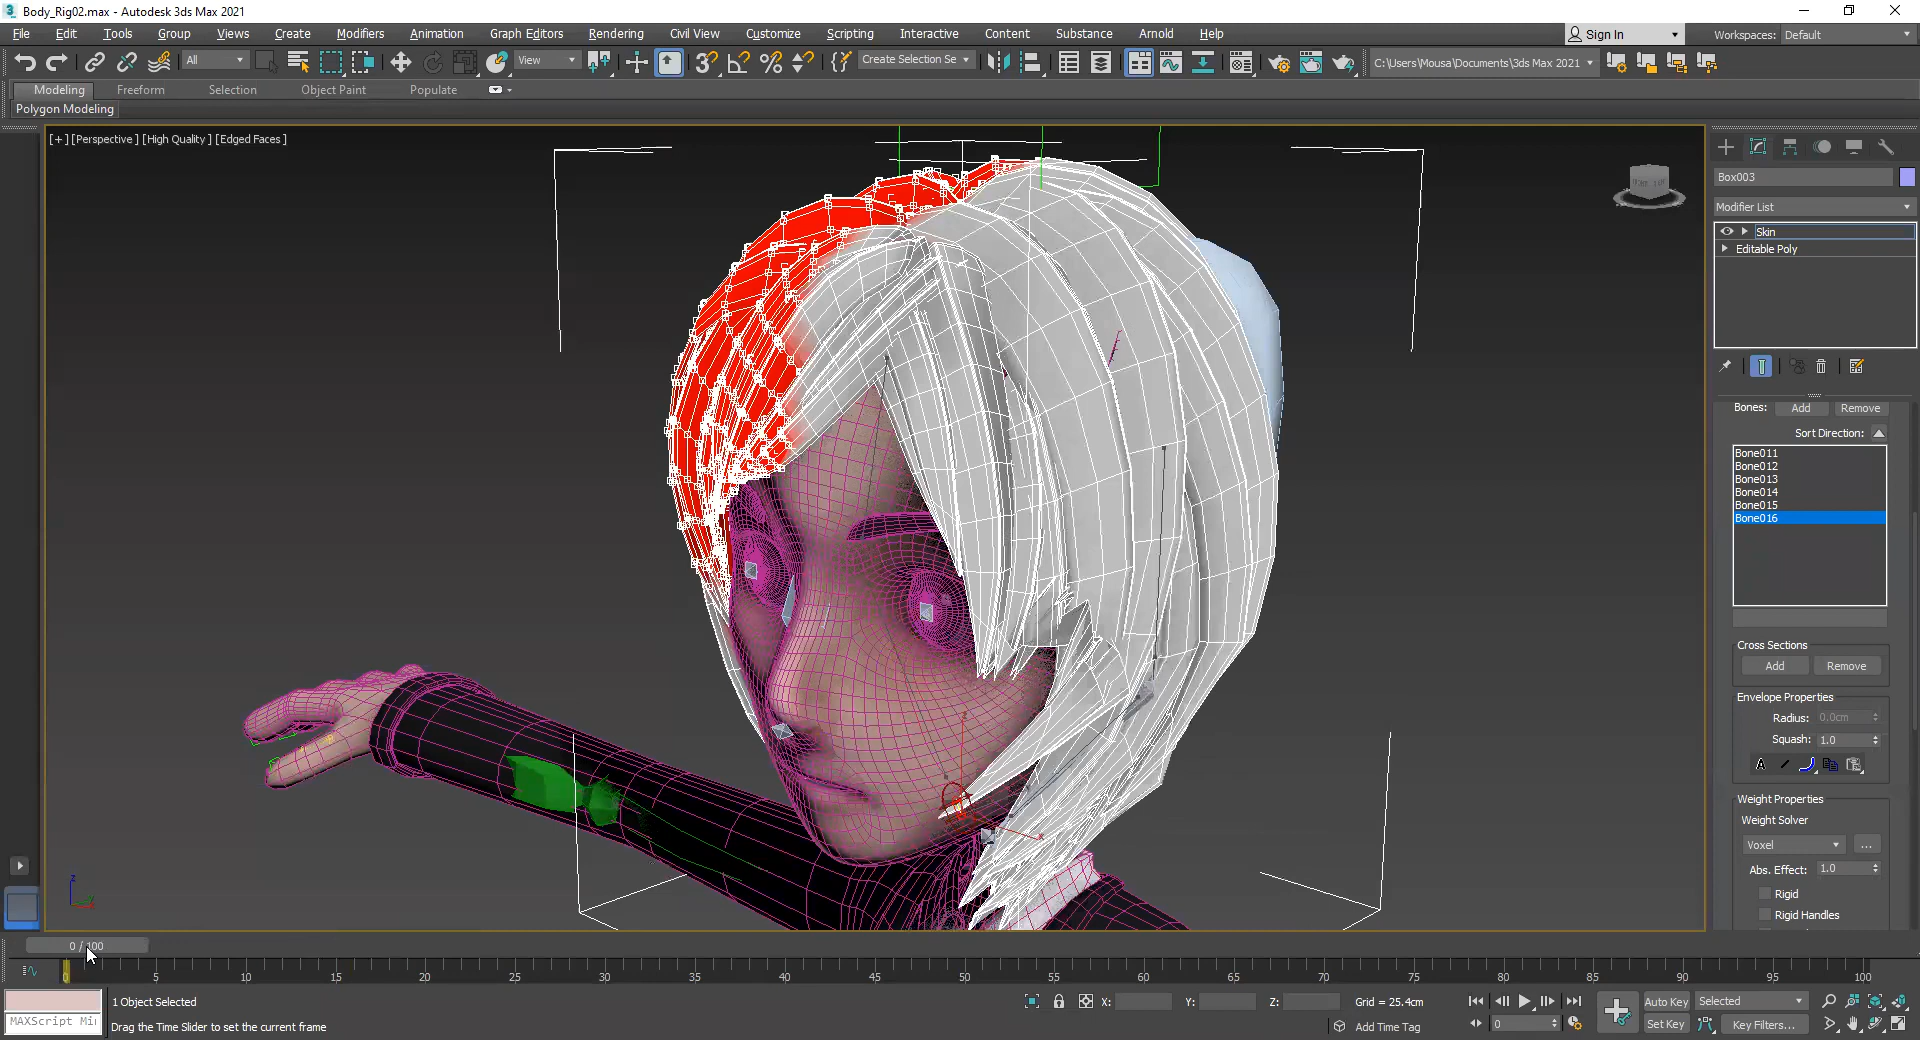 Body_Rig02.max - Autodesk 3ds Max 2021
File Edit Tools Group Views Create Modifiers Animation Graph Editors Rendering Civil View Customize Scripting Interactive Content Substance Arnold Help Sign In Workspaces: Default
All View Create Selection Se C:\Users\Mousa\Documents\3ds Max 2021
Modeling Freeform Selection Object Paint Populate
Polygon Modeling
[+] [Perspective ] [High Quality ] [Edged Faces ]
Box003
Modifier List
Skin
Editable Poly
Bones: Add Remove
Sort Direction:
Bone011
Bone012
Bone013
Bone014
Bone015
Bone016
Cross Sections
Add Remove
Envelope Properties
Radius: 0.0cm
Squash: 1.0
A
Weight Properties
Weight Solver
Voxel ...
Abs. Effect: 1.0
Rigid
Rigid Handles
z
z
x
0 / 100
0 5 10 15 20 25 30 35 40 45 50 55 60 65 70 75 80 85 90 95 100
1 Object Selected X: Y: Z: Grid = 25.4cm Auto Key Selected
MAXScript Mi Drag the Time Slider to set the current frame Add Time Tag 0 Set Key Key Filters...